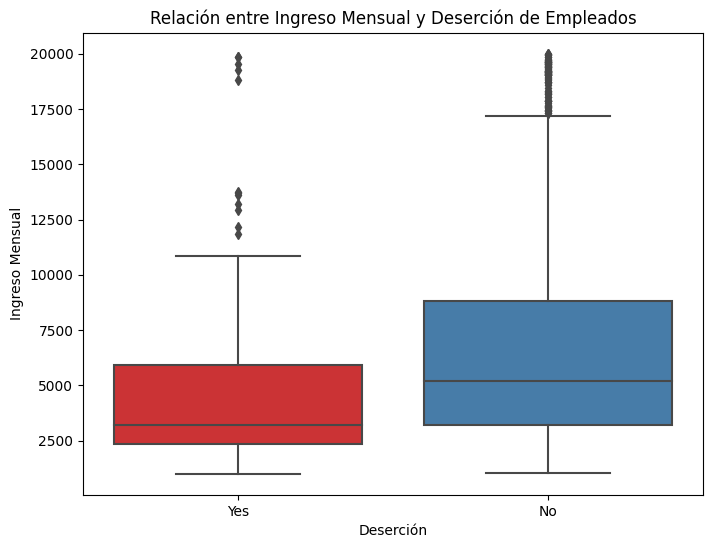 Relación entre Ingreso Mensual y Deserción de Empleados
20000
17500
15000
12500
10000
7500
5000
2500
Ingreso Mensual
Yes
No
Deserción